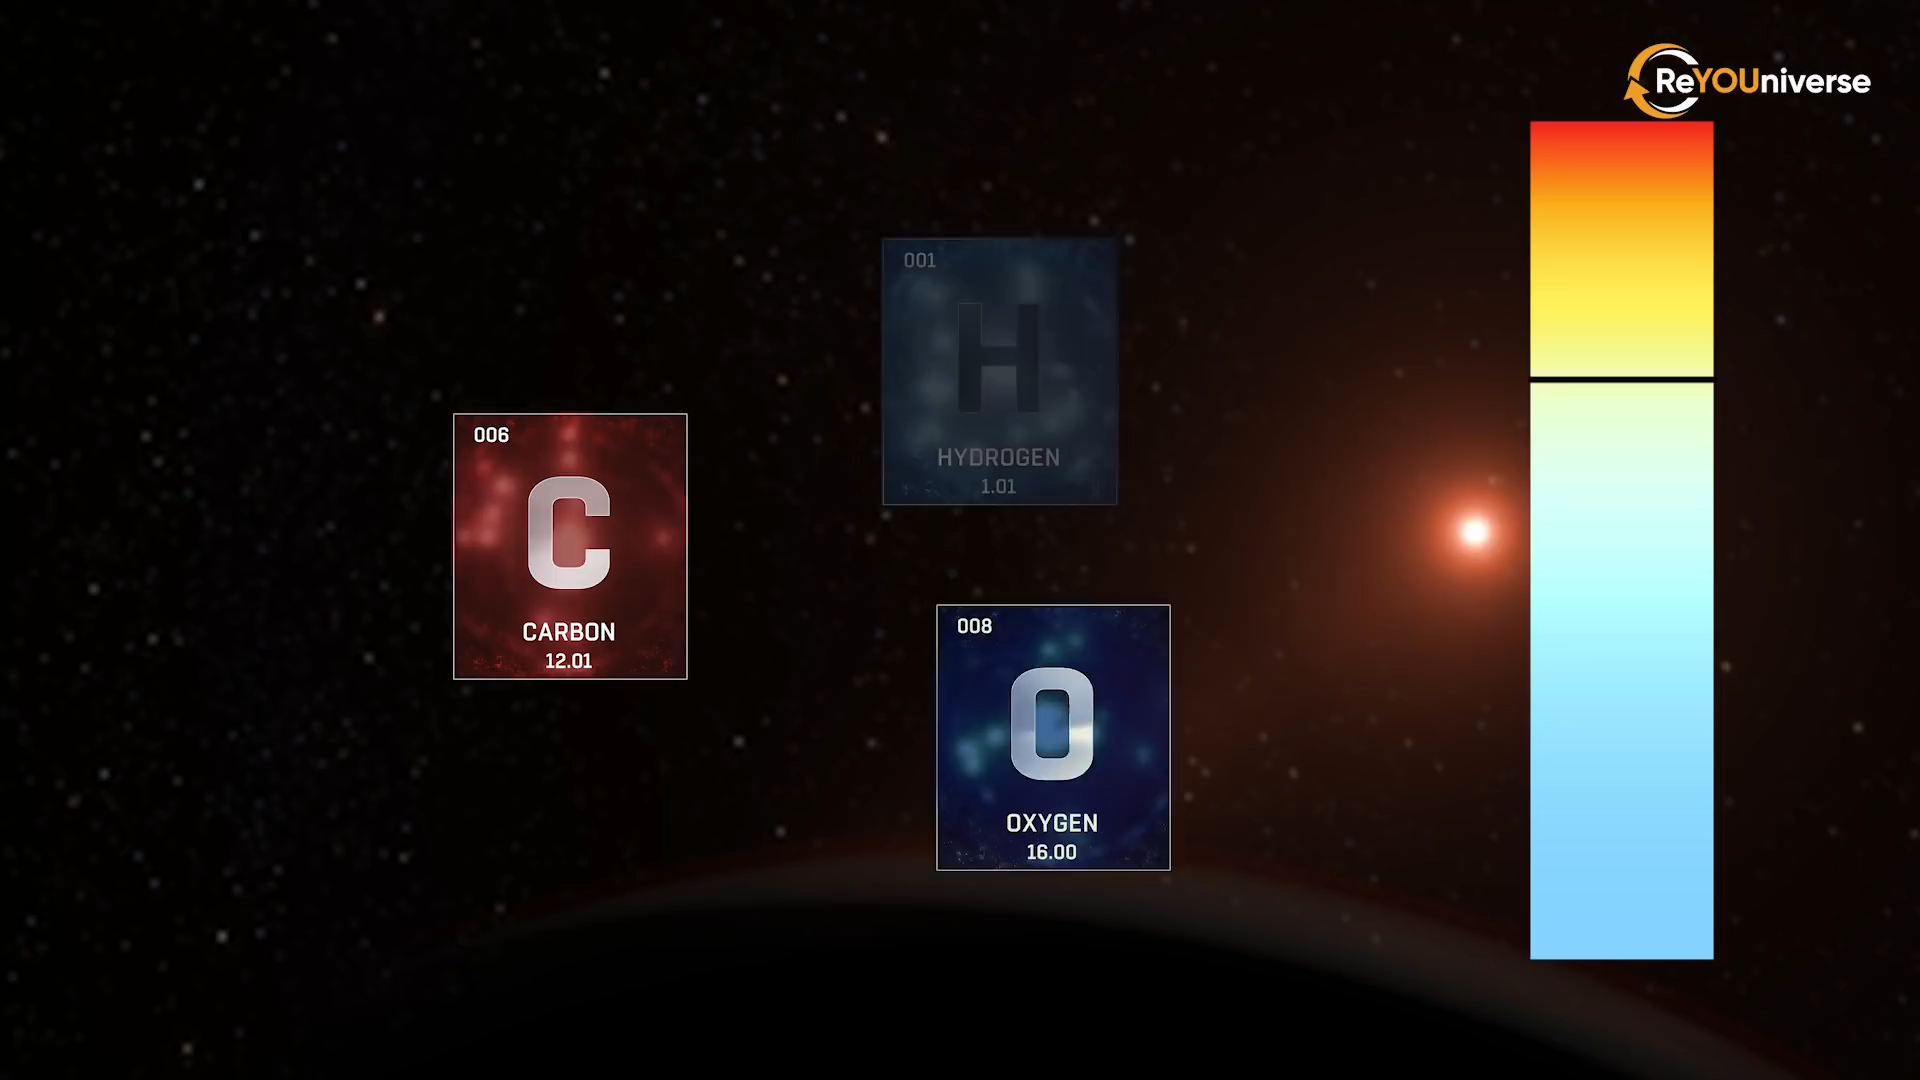 ReYOUniverse
001
H
HYDROGEN
1.01
006
C
CARBON
12.01
008
O
OXYGEN
16.00